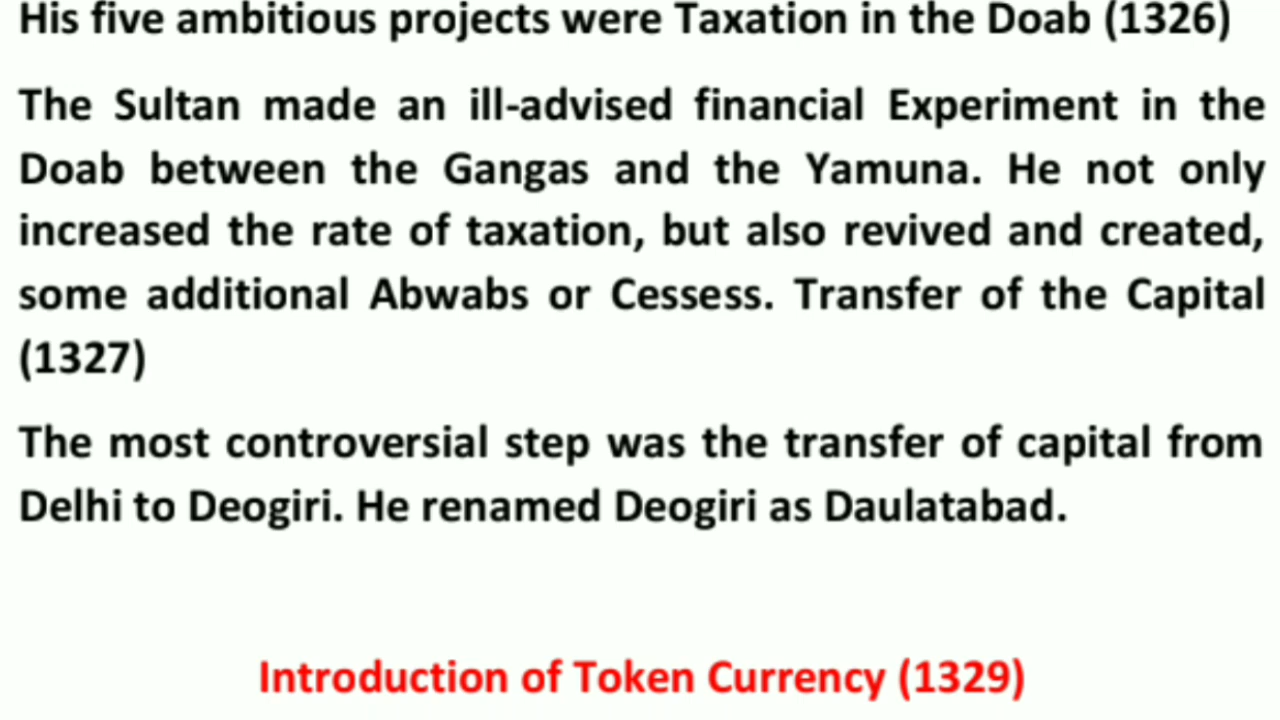 His five ambitious projects were Taxation in the Doab (1326)
The Sultan made an ill-advised financial Experiment in the
Doab between the Gangas and the Yamuna. He not only
increased the rate of taxation, but also revived and created,
some additional Abwabs or Cessess. Transfer of the Capital
(1327)
The most controversial step was the transfer of capital from
Delhi to Deogiri. He renamed Deogiri as Daulatabad.
Introduction of Token Currency (1329)